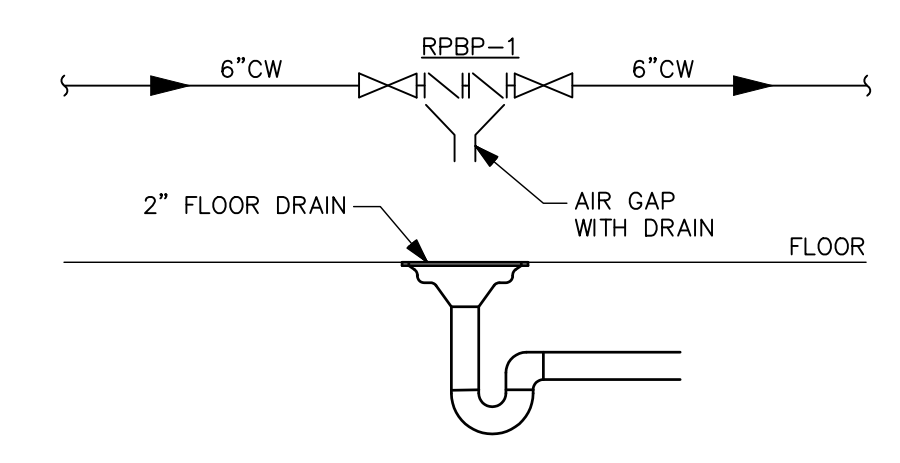 RPBP-1
6”CW
6”CW
2” FLOOR DRAIN
AIR GAP
WITH DRAIN
FLOOR